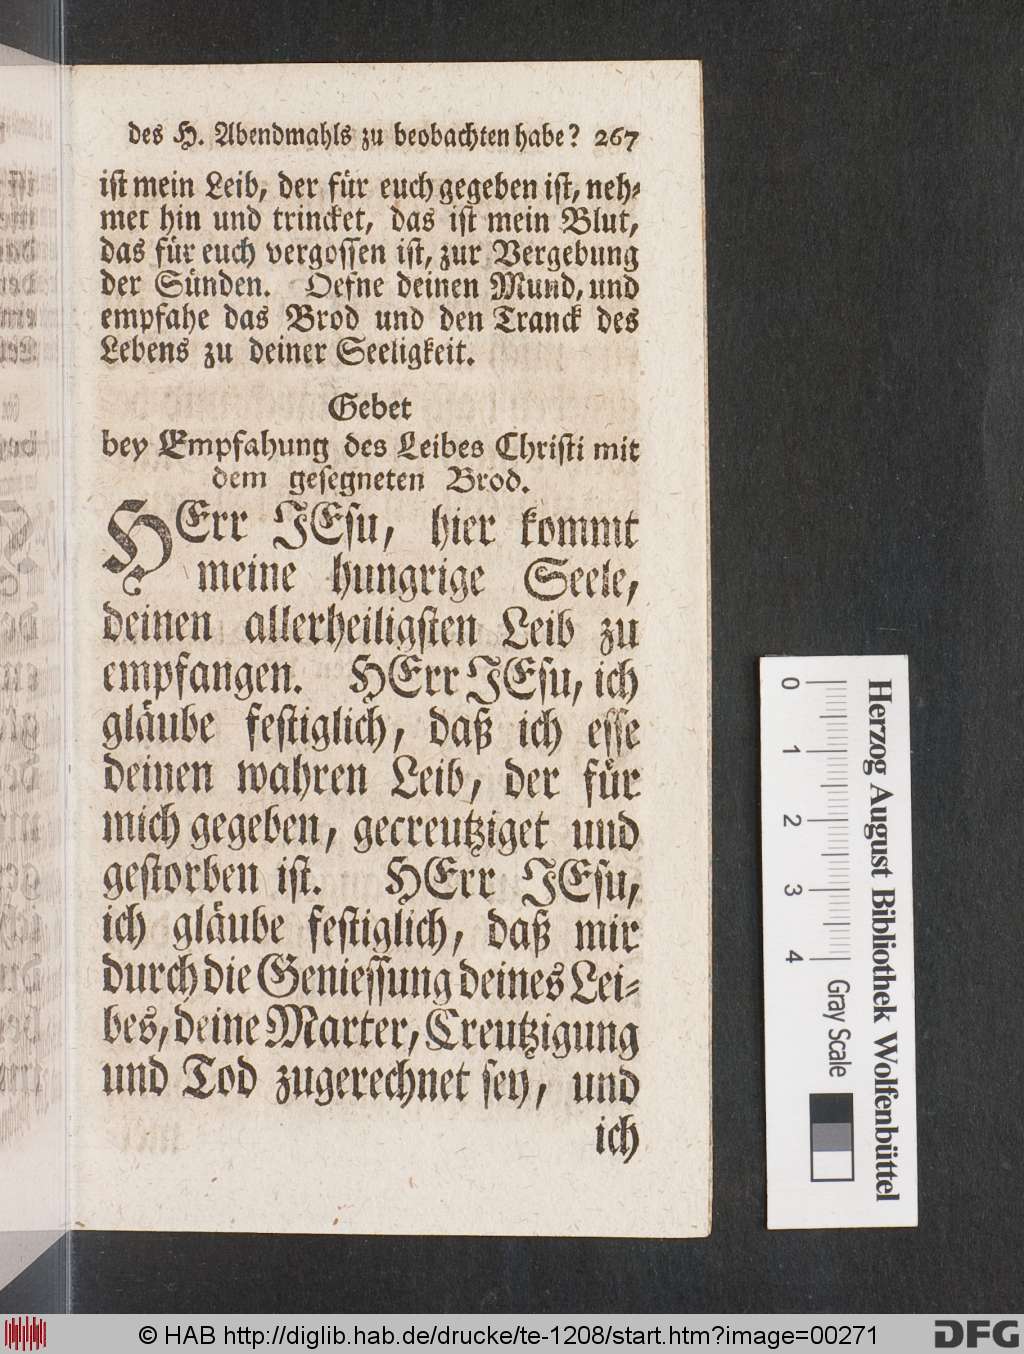 des H. Abendmahls zu beobachten habe? 267
ist mein Leib, der für euch gegeben ist, neh-
met hin und trincket, das ist mein Blut,
das für euch vergossen ist, zur Vergebung
der Sünden. Oefne deinen Mund, und
empfahe das Brod und den Tranck des
Lebens zu deiner Seeligkeit.
Gebet
bey Empfahung des Leibes Christi mit
dem gesegneten Brod.
HErr JEsu, hier kommt
meine hungrige Seele,
deinen allerheiligsten Leib zu
empfangen. HErr JEsu, ich
gläube festiglich, daß ich esse
deinen wahren Leib, der für
mich gegeben, gecreutziget und
gestorben ist. HErr JEsu,
ich gläube festiglich, daß mir
durch die Geniessung deines Lei-
bes, deine Marter, Creutzigung
und Tod zugerechnet sey, und
ich
0 1 2 3 4 Gray Scale
Herzog August Bibliothek Wolfenbüttel
© HAB http://diglib.hab.de/drucke/te-1208/start.htm?image=00271
DFG